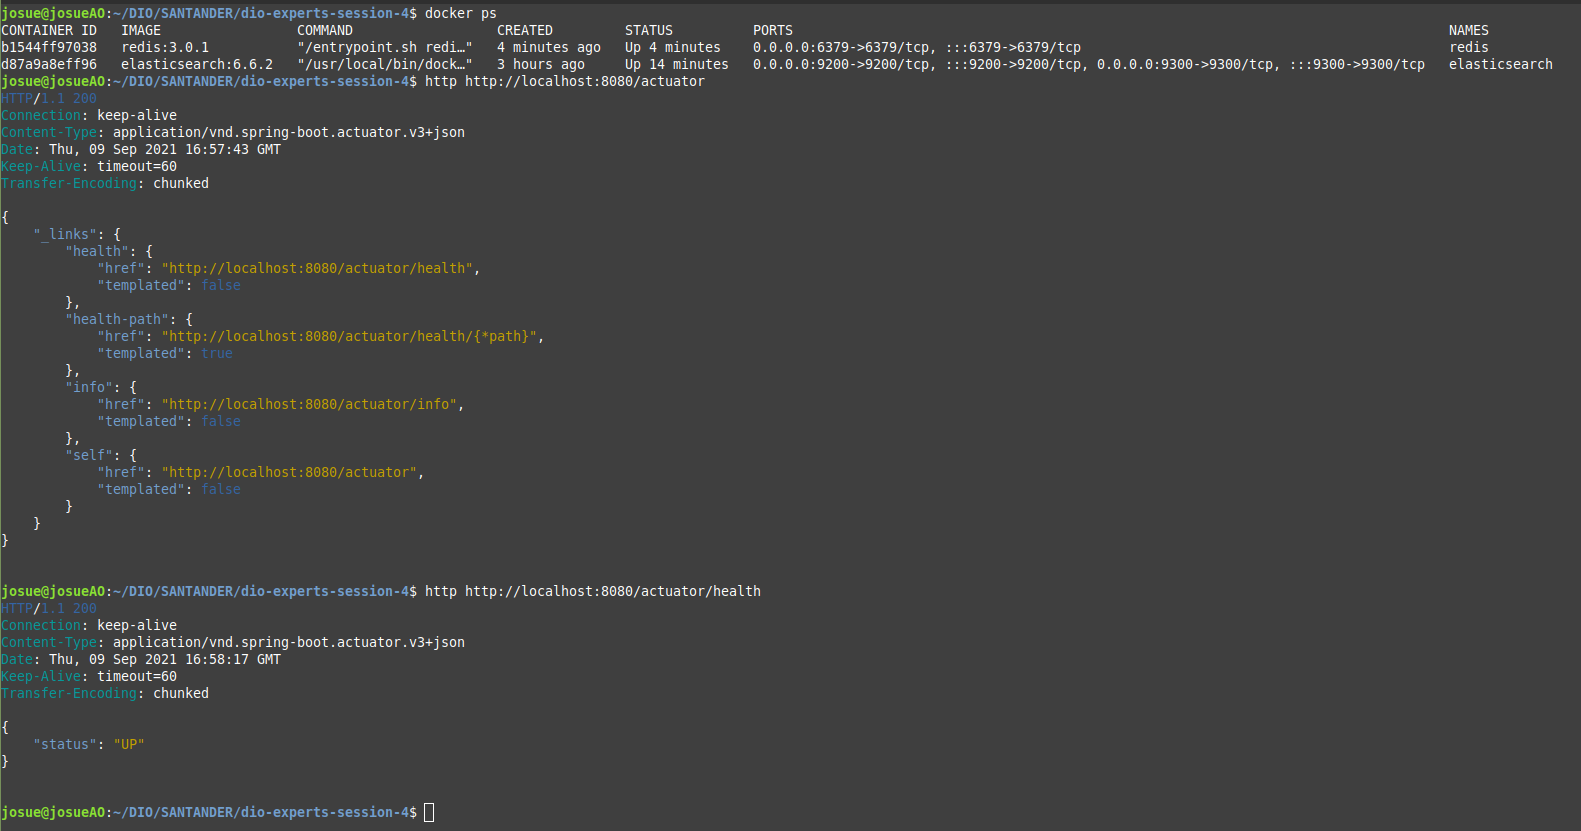 josue@josueAO:~/DIO/SANTANDER/dio-experts-session-4$ docker ps
CONTAINER ID   IMAGE                 COMMAND                  CREATED         STATUS          PORTS                                                                                  NAMES
b1544ff97038   redis:3.0.1           "/entrypoint.sh redi…"   4 minutes ago   Up 4 minutes    0.0.0.0:6379->6379/tcp, :::6379->6379/tcp                                              redis
d87a9a8eff96   elasticsearch:6.6.2   "/usr/local/bin/dock…"   3 hours ago     Up 14 minutes   0.0.0.0:9200->9200/tcp, :::9200->9200/tcp, 0.0.0.0:9300->9300/tcp, :::9300->9300/tcp   elasticsearch
josue@josueAO:~/DIO/SANTANDER/dio-experts-session-4$ http http://localhost:8080/actuator
HTTP/1.1 200
Connection: keep-alive
Content-Type: application/vnd.spring-boot.actuator.v3+json
Date: Thu, 09 Sep 2021 16:57:43 GMT
Keep-Alive: timeout=60
Transfer-Encoding: chunked

{
    "_links": {
        "health": {
            "href": "http://localhost:8080/actuator/health",
            "templated": false
        },
        "health-path": {
            "href": "http://localhost:8080/actuator/health/{*path}",
            "templated": true
        },
        "info": {
            "href": "http://localhost:8080/actuator/info",
            "templated": false
        },
        "self": {
            "href": "http://localhost:8080/actuator",
            "templated": false
        }
    }
}

josue@josueAO:~/DIO/SANTANDER/dio-experts-session-4$ http http://localhost:8080/actuator/health
HTTP/1.1 200
Connection: keep-alive
Content-Type: application/vnd.spring-boot.actuator.v3+json
Date: Thu, 09 Sep 2021 16:58:17 GMT
Keep-Alive: timeout=60
Transfer-Encoding: chunked

{
    "status": "UP"
}

josue@josueAO:~/DIO/SANTANDER/dio-experts-session-4$